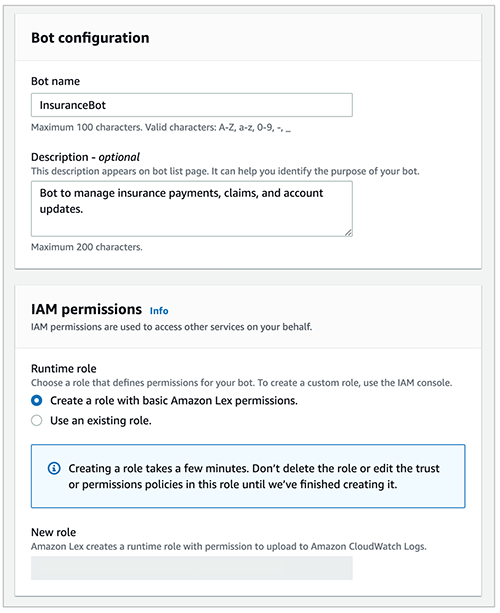 Bot configuration
Bot name
InsuranceBot
Maximum 100 characters. Valid characters: A-Z, a-z, 0-9, -, _
Description - optional
This description appears on bot list page. It can help you identify the purpose of your bot.
Bot to manage insurance payments, claims, and account
updates.
Maximum 200 characters.
IAM permissions Info
IAM permissions are used to access other services on your behalf.
Runtime role
Choose a role that defines permissions for your bot. To create a custom role, use the IAM console.
Create a role with basic Amazon Lex permissions.
Use an existing role.
Creating a role takes a few minutes. Don’t delete the role or edit the trust
or permissions policies in this role until we’ve finished creating it.
New role
Amazon Lex creates a runtime role with permission to upload to Amazon CloudWatch Logs.